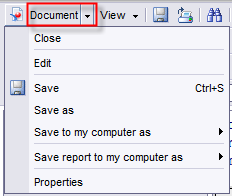 Document View
Close
Edit
Save Ctrl+S
Save as
Save to my computer as
Save report to my computer as
Properties